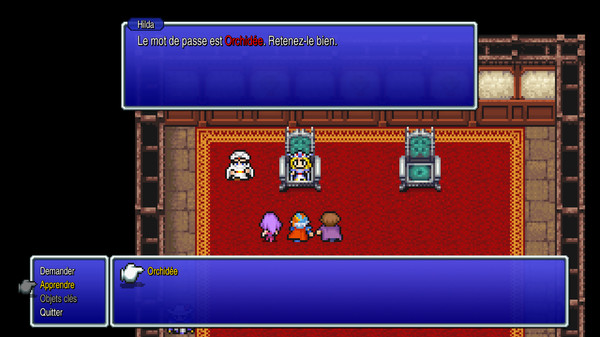 Hilda
Le mot de passe est Orchidée. Retenez-le bien.
Demander
Apprendre
Objets clés
Quitter
Orchidée